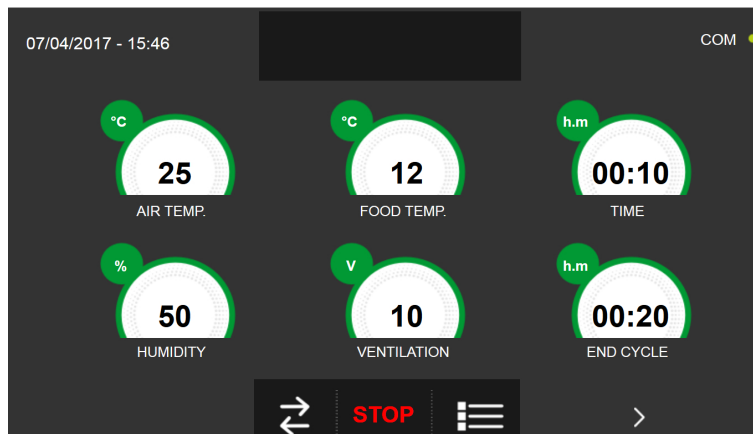 07/04/2017 - 15:46
COM
°C
°C
h.m
25
12
00:10
AIR TEMP.
FOOD TEMP.
TIME
%
V
h.m
50
10
00:20
HUMIDITY
VENTILATION
END CYCLE
STOP